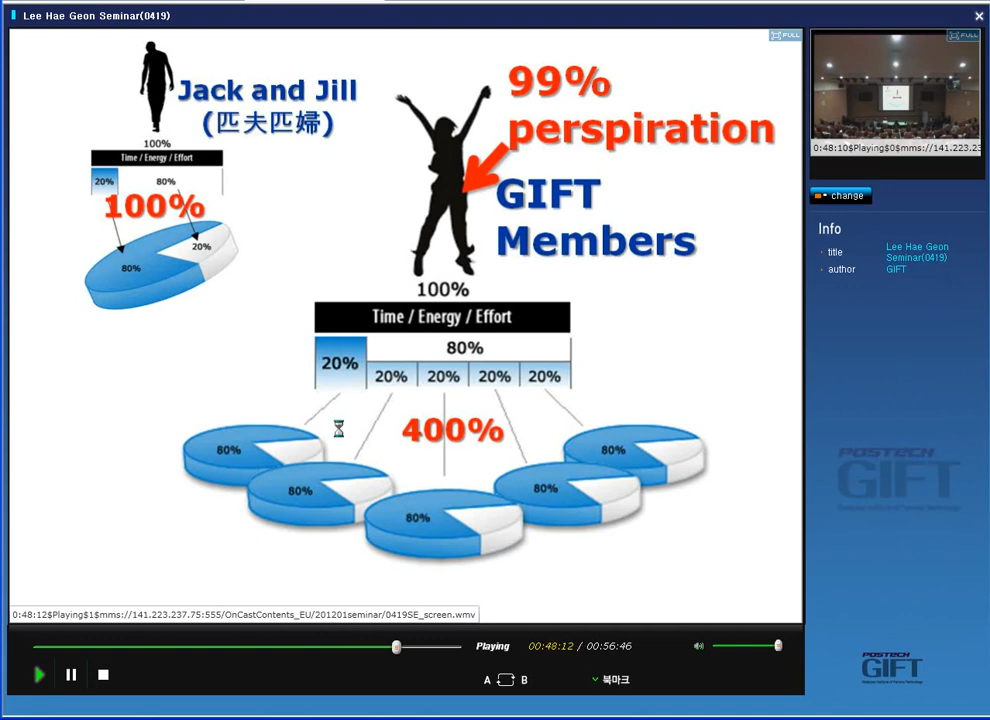 Lee Hae Geon Seminar(0419)
FULL
Jack and Jill
(匹夫匹婦)
100%
Time / Energy / Effort
20%
80%
100%
80%
20%
99%
perspiration
GIFT
Members
100%
Time / Energy / Effort
20%
80%
20%
20%
20%
20%
400%
80%
80%
80%
80%
80%
0:48:12$Playing$1$mms://141.223.237.75:555/OnCastContents_EU/201201seminar/0419SE_screen.wmv
Playing
00:48:12 / 00:56:46
A
B
북마크
FULL
0:48:10$Playing$0$mms://141.223.23
change
Info
title
Lee Hae Geon
Seminar(0419)
author
GIFT
POSTECH
GIFT
POSTECH
GIFT